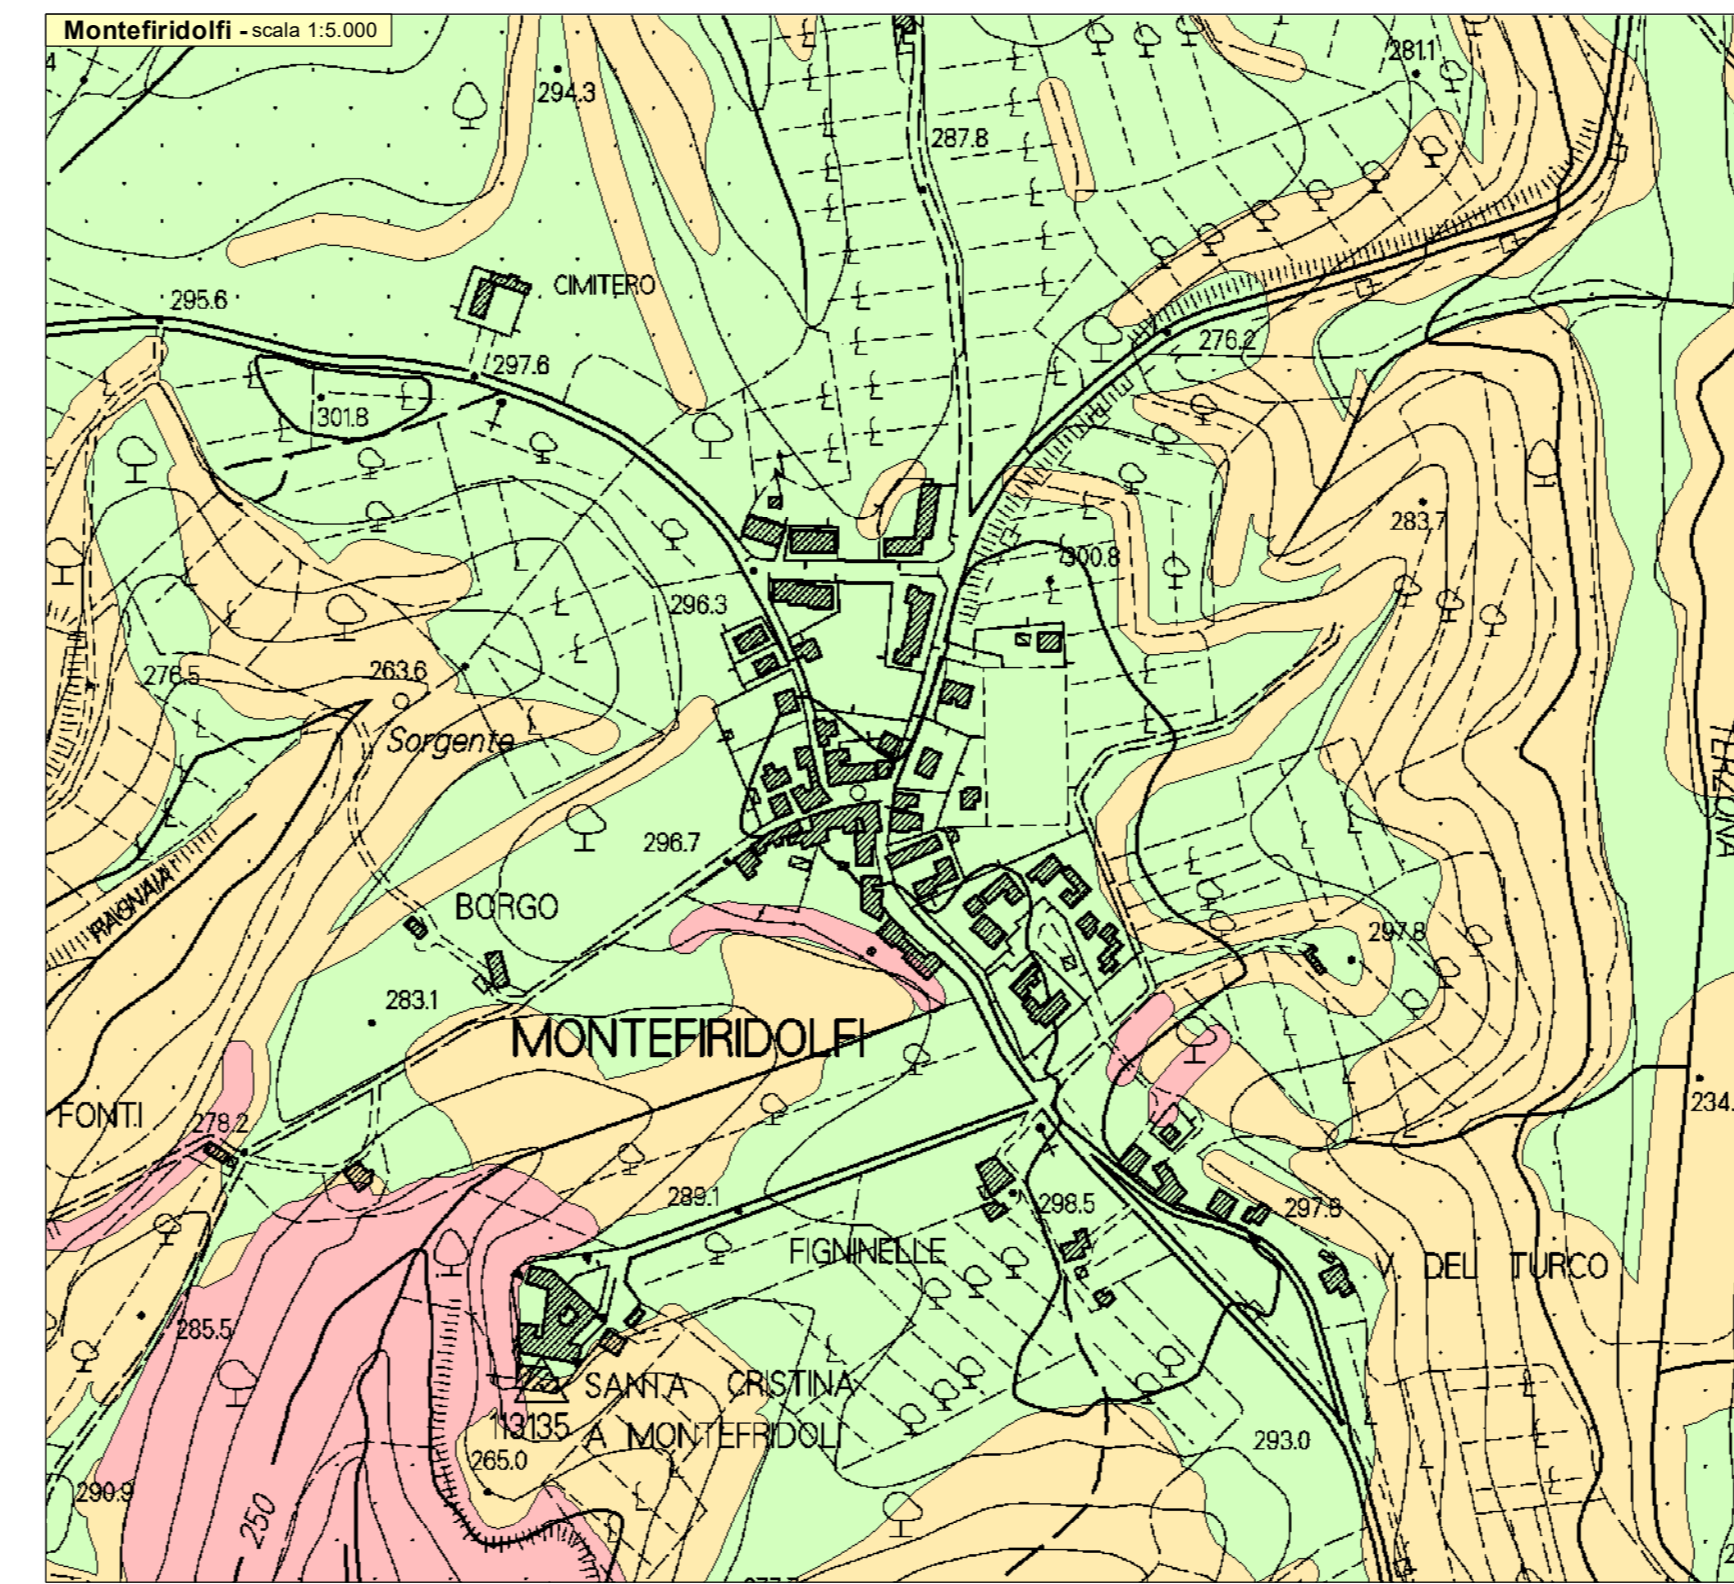 Montefiridolfi - scala 1:5.000
4
294.3
281.1
287.8
CIMITERO
295.6
297.6
276.2
301.8
283.7
300.8
296.3
276.5
263.6
Sorgente
TERZONA
296.7
RAGNAIA
BORGO
297.8
283.1
MONTEFIRIDOLFI
FONTI
278.2
234.
289.1
298.5
297.8
FIGNINELLE
V. DEL TURCO
285.5
SANTA CRISTINA
113135 A MONTEFRIDOLI
293.0
265.0
290.9
250